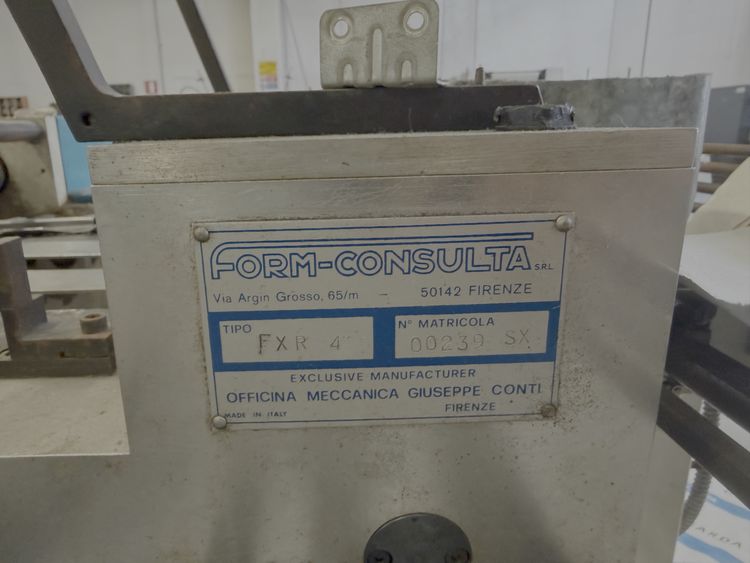 FORM-CONSULTA S.R.L.
Via Argin Grosso, 65/m - 50142 FIRENZE
TIPO
FXR 4
N° MATRICOLA
00239 SX
EXCLUSIVE MANUFACTURER
OFFICINA MECCANICA GIUSEPPE CONTI
MADE IN ITALY
FIRENZE